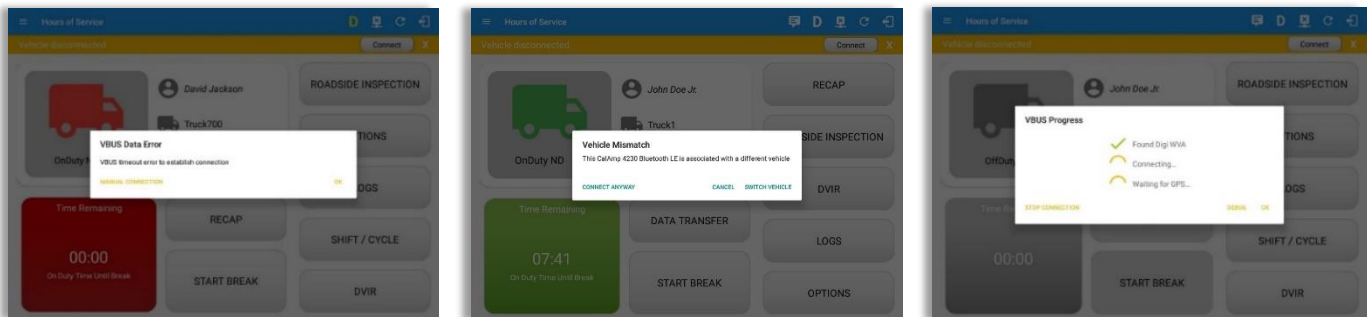 Hours of Service
D
Vehicle disconnected
Connect
X
David Jackson
Truck700
ROADSIDE INSPECTION
VBUS Data Error
VBUS timeout error to establish connection
MANUAL CONNECTION
OK
Time Remaining
00:00
On Duty Time Until Break
RECAP
START BREAK
SHIFT / CYCLE
DVIR
Hours of Service
D
Vehicle disconnected
Connect
X
John Doe Jr.
Truck1
OnDuty ND
RECAP
SIDE INSPECTION
Vehicle Mismatch
This CalAmp 4230 Bluetooth LE is associated with a different vehicle
CONNECT ANYWAY
CANCEL
SWITCH VEHICLE
DVIR
Time Remaining
07:41
On Duty Time Until Break
DATA TRANSFER
START BREAK
LOGS
OPTIONS
Hours of Service
D
Vehicle disconnected
Connect
X
John Doe Jr.
ROADSIDE INSPECTION
VBUS Progress
Found Digi WVA
Connecting...
Waiting for GPS...
STOP CONNECTION
DEBUG
OK
00:00
START BREAK
SHIFT / CYCLE
DVIR